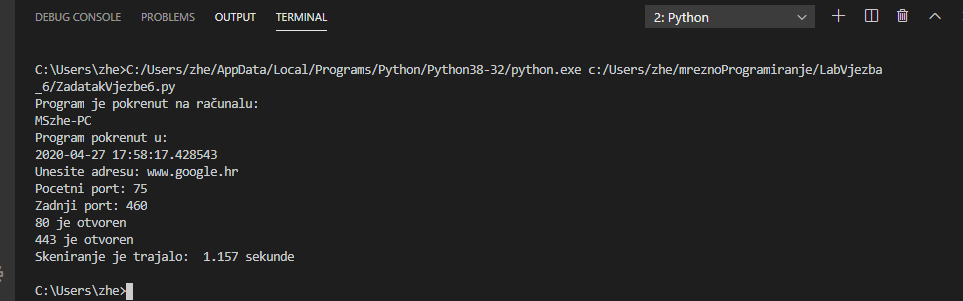 DEBUG CONSOLE PROBLEMS OUTPUT TERMINAL 2: Python
C:\Users\zhe>C:/Users/zhe/AppData/Local/Programs/Python/Python38-32/python.exe c:/Users/zhe/mreznoProgramiranje/LabVjezba
_6/ZadatakVjezbe6.py
Program je pokrenut na računalu:
MSzhe-PC
Program pokrenut u:
2020-04-27 17:58:17.428543
Unesite adresu: www.google.hr
Pocetni port: 75
Zadnji port: 460
80 je otvoren
443 je otvoren
Skeniranje je trajalo:  1.157 sekunde
C:\Users\zhe>